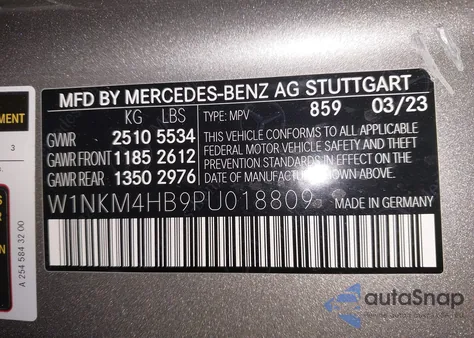 MFD BY MERCEDES-BENZ AG STUTTGART
KG LBS TYPE: MPV 859 03/23
GVWR 2510 5534
GAWR FRONT 1185 2612
GAWR REAR 1350 2976
THIS VEHICLE CONFORMS TO ALL APPLICABLE
FEDERAL MOTOR VEHICLE SAFETY AND THEFT
PREVENTION STANDARDS IN EFFECT ON THE
DATE OF MANUFACTURE SHOWN ABOVE.
W1NKM4HB9PU018809 MADE IN GERMANY
EMENT
3
A 254 584 32 00
autoSnap